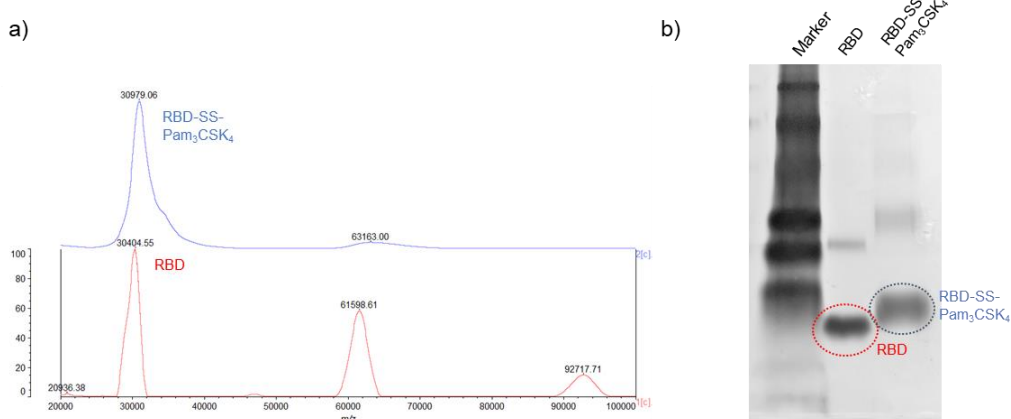 a)
30979.06
RBD-SS-
Pam₃CSK₄
63163.00
2[c].
100
80
60
40
20
0
30404.55
RBD
61598.61
92717.71
20936.38
1[c].
20000 30000 40000 50000 60000 70000 80000 90000 100000
m/z
b)
Marker
RBD
RBD-SS-
Pam₃CSK₄
RBD-SS-
Pam₃CSK₄
RBD